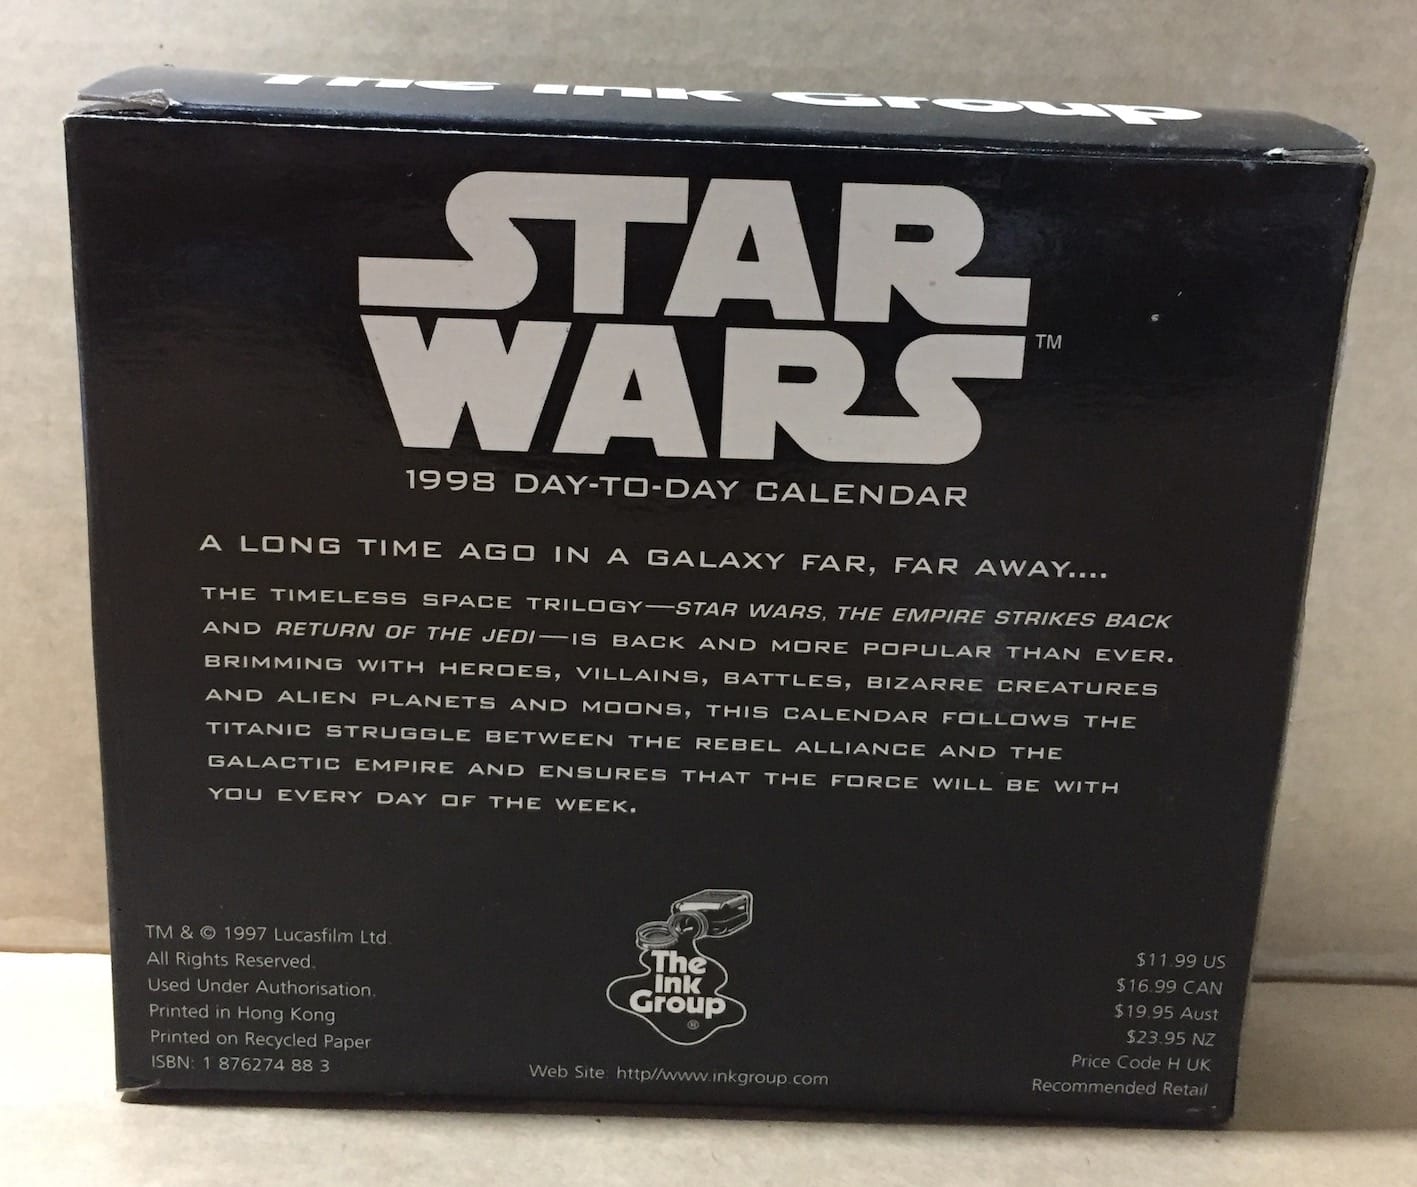 The Ink Group
STAR
WARS™
1998 DAY-TO-DAY CALENDAR
A LONG TIME AGO IN A GALAXY FAR, FAR AWAY....
THE TIMELESS SPACE TRILOGY—STAR WARS, THE EMPIRE STRIKES BACK
AND RETURN OF THE JEDI—IS BACK AND MORE POPULAR THAN EVER.
BRIMMING WITH HEROES, VILLAINS, BATTLES, BIZARRE CREATURES
AND ALIEN PLANETS AND MOONS, THIS CALENDAR FOLLOWS THE
TITANIC STRUGGLE BETWEEN THE REBEL ALLIANCE AND THE
GALACTIC EMPIRE AND ENSURES THAT THE FORCE WILL BE WITH
YOU EVERY DAY OF THE WEEK.
TM & © 1997 Lucasfilm Ltd.
All Rights Reserved.
Used Under Authorisation.
Printed in Hong Kong
Printed on Recycled Paper
ISBN: 1 876274 88 3
The
Ink
Group
®
Web Site: http//www.inkgroup.com
$11.99 US
$16.99 CAN
$19.95 Aust
$23.95 NZ
Price Code H UK
Recommended Retail